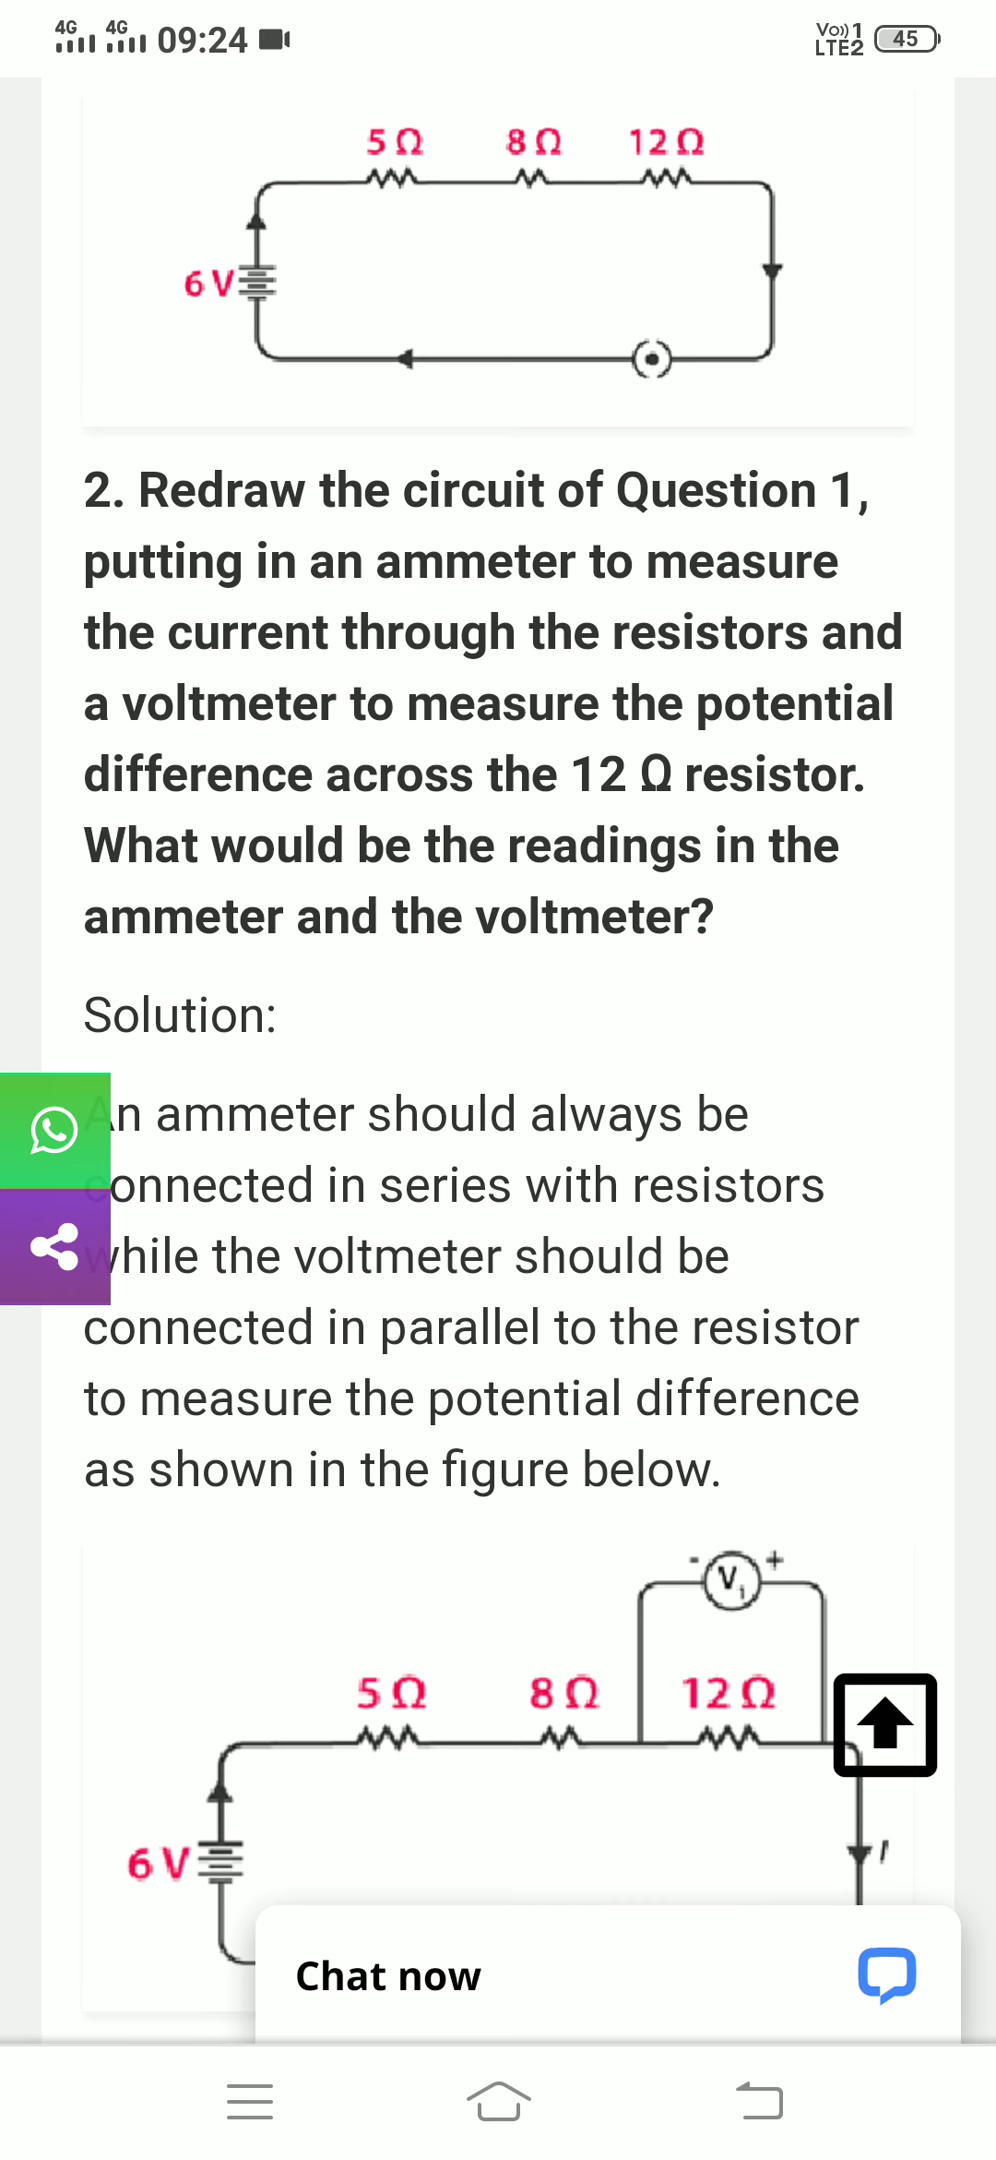 4G 4G 09:24 Vo)) 1 LTE2 45
5 Ω 8 Ω 12 Ω
6 V
2. Redraw the circuit of Question 1,
putting in an ammeter to measure
the current through the resistors and
a voltmeter to measure the potential
difference across the 12 Ω resistor.
What would be the readings in the
ammeter and the voltmeter?
Solution:
An ammeter should always be
connected in series with resistors
while the voltmeter should be
connected in parallel to the resistor
to measure the potential difference
as shown in the figure below.
- V1 +
5 Ω 8 Ω 12 Ω
6 V I
Chat now